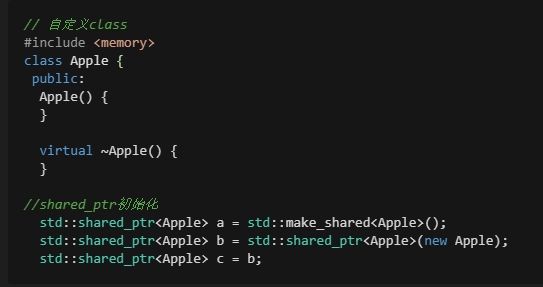 // 自定义class
#include <memory>
class Apple {
public:
Apple() {
}
virtual ~Apple() {
}
//shared_ptr初始化
std::shared_ptr<Apple> a = std::make_shared<Apple>();
std::shared_ptr<Apple> b = std::shared_ptr<Apple>(new Apple);
std::shared_ptr<Apple> c = b;